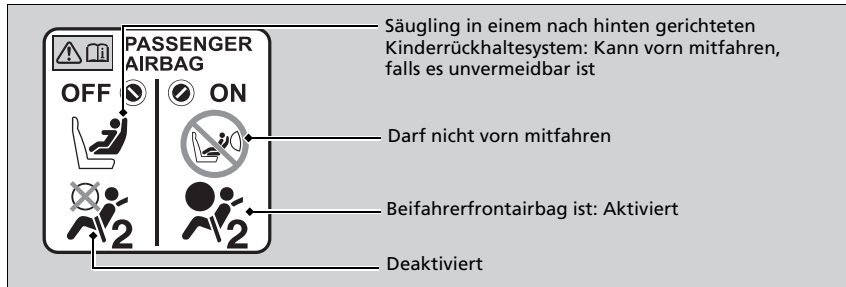 PASSENGER
AIRBAG
OFF
ON
2
2
Säugling in einem nach hinten gerichteten
Kinderrückhaltesystem: Kann vorn mitfahren,
falls es unvermeidbar ist
Darf nicht vorn mitfahren
Beifahrerfrontairbag ist: Aktiviert
Deaktiviert